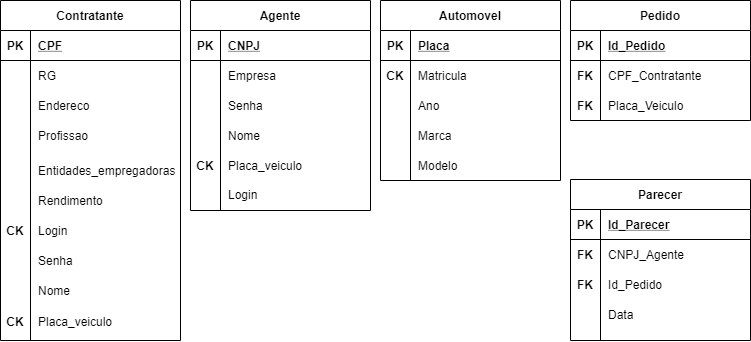 Contratante
PK CPF
RG
Endereco
Profissao
Entidades_empregadoras
Rendimento
CK Login
Senha
Nome
CK Placa_veiculo
Agente
PK CNPJ
Empresa
Senha
Nome
CK Placa_veiculo
Login
Automovel
PK Placa
CK Matricula
Ano
Marca
Modelo
Pedido
PK Id_Pedido
FK CPF_Contratante
FK Placa_Veiculo
Parecer
PK Id_Parecer
FK CNPJ_Agente
FK Id_Pedido
Data